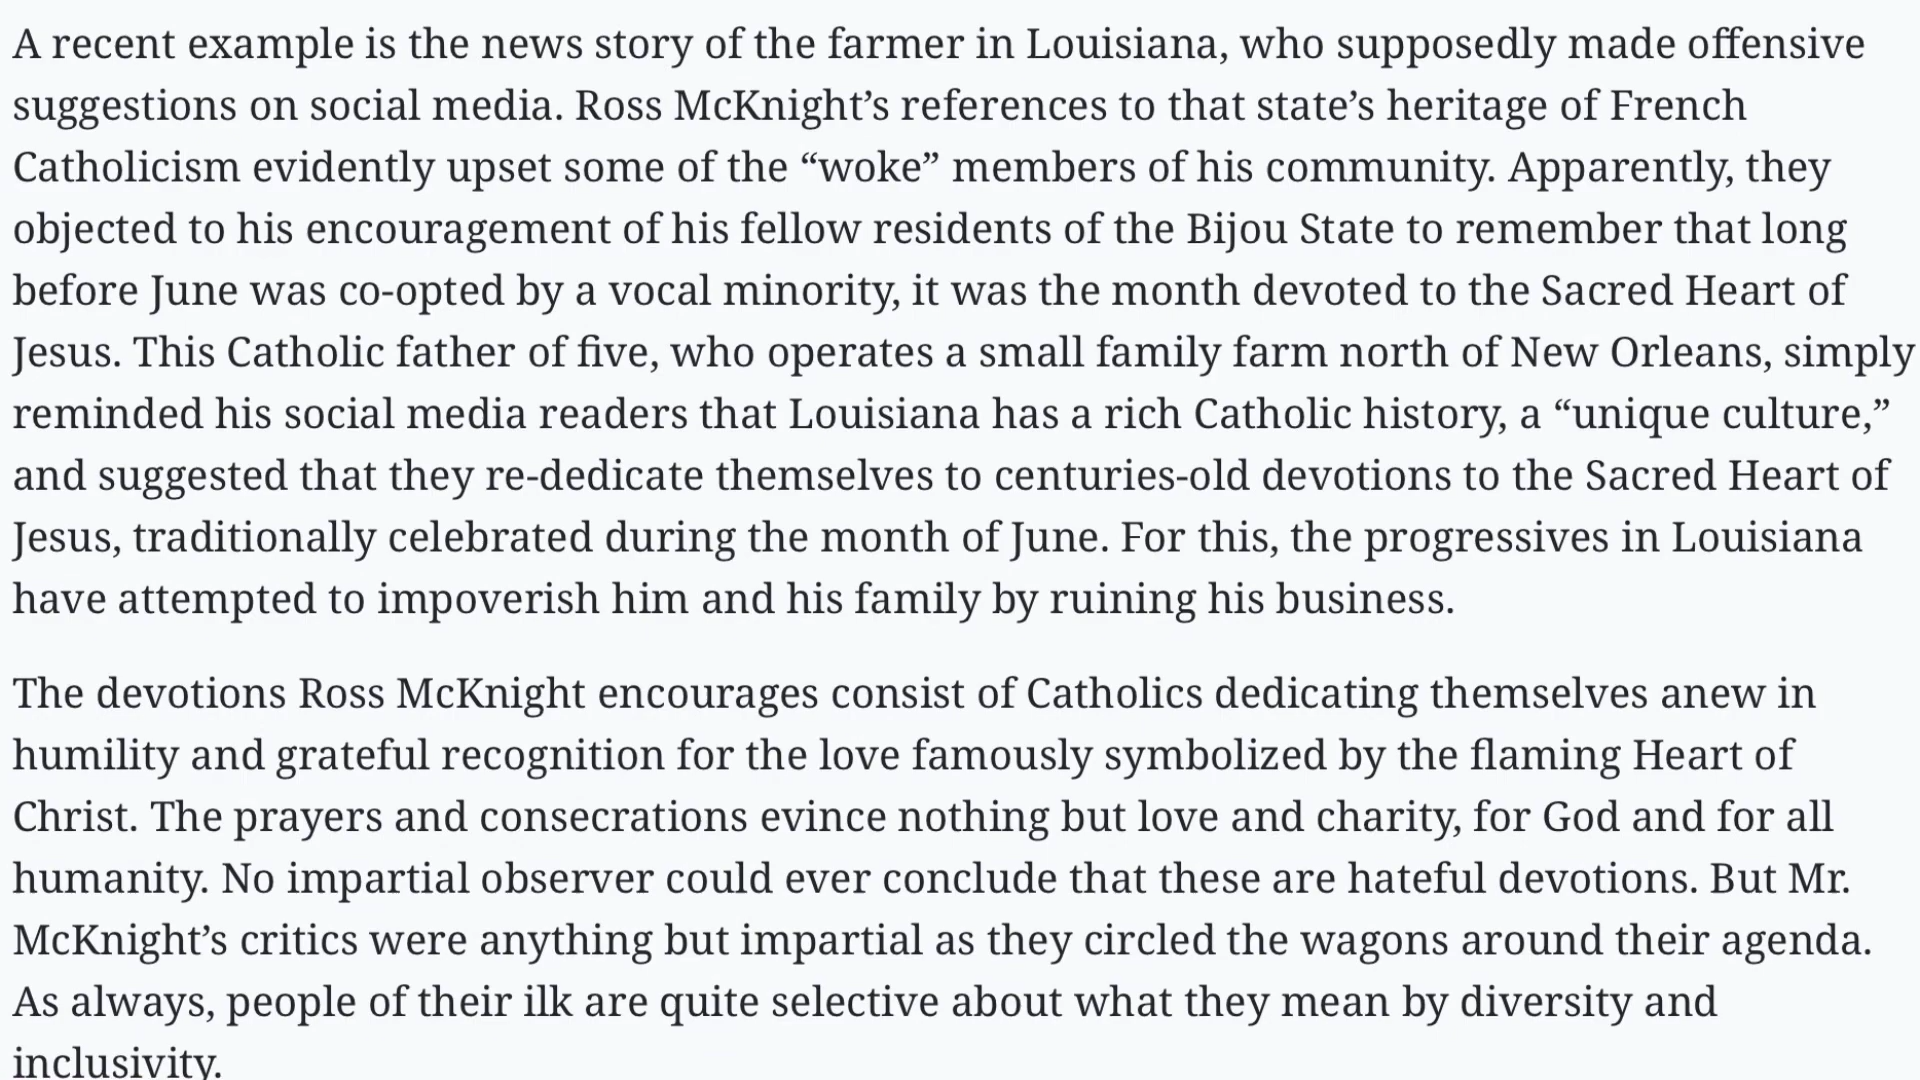 A recent example is the news story of the farmer in Louisiana, who supposedly made offensive
suggestions on social media. Ross McKnight’s references to that state’s heritage of French
Catholicism evidently upset some of the “woke” members of his community. Apparently, they
objected to his encouragement of his fellow residents of the Bijou State to remember that long
before June was co-opted by a vocal minority, it was the month devoted to the Sacred Heart of
Jesus. This Catholic father of five, who operates a small family farm north of New Orleans, simply
reminded his social media readers that Louisiana has a rich Catholic history, a “unique culture,”
and suggested that they re-dedicate themselves to centuries-old devotions to the Sacred Heart of
Jesus, traditionally celebrated during the month of June. For this, the progressives in Louisiana
have attempted to impoverish him and his family by ruining his business.
The devotions Ross McKnight encourages consist of Catholics dedicating themselves anew in
humility and grateful recognition for the love famously symbolized by the flaming Heart of
Christ. The prayers and consecrations evince nothing but love and charity, for God and for all
humanity. No impartial observer could ever conclude that these are hateful devotions. But Mr.
McKnight’s critics were anything but impartial as they circled the wagons around their agenda.
As always, people of their ilk are quite selective about what they mean by diversity and
inclusivity.